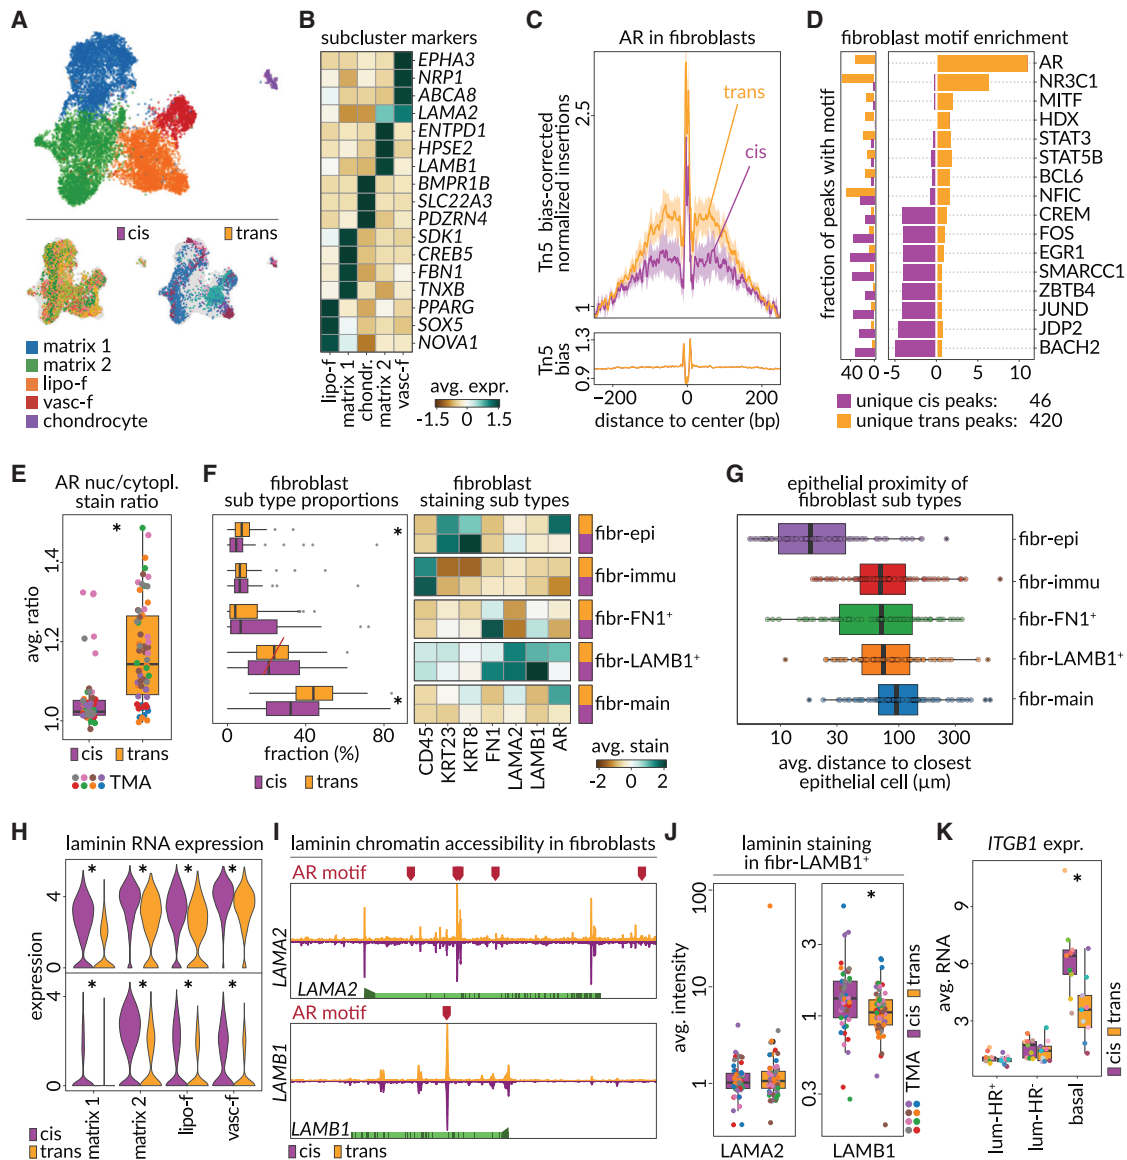 A
cis
trans
matrix 1
matrix 2
lipo-f
vasc-f
chondrocyte
B
subcluster markers
EPHA3
NRP1
ABCA8
LAMA2
ENTPD1
HPSE2
LAMB1
BMPR1B
SLC22A3
PDZRN4
SDK1
CREB5
FBN1
TNXB
PPARG
SOX5
NOVA1
lipo-f
matrix 1
chondr.
matrix 2
vasc-f
avg. expr.
-1.5 0 1.5
C
AR in fibroblasts
Tn5 bias-corrected
normalized insertions
2.5
1
trans
cis
Tn5
bias
1.3
0.9
-200 0 200
distance to center (bp)
D
fibroblast motif enrichment
fraction of peaks with motif
AR
NR3C1
MITF
HDX
STAT3
STAT5B
BCL6
NFIC
CREM
FOS
EGR1
SMARCC1
ZBTB4
JUND
JDP2
BACH2
40 0 -5 0 5 10
unique cis peaks: 46
unique trans peaks: 420
E
AR nuc/cytopl.
stain ratio
*
avg. ratio
1.4
1.2
1.0
cis trans
TMA
F
fibroblast
sub type proportions
*
*
0 40 80
fraction (%)
cis trans
fibroblast
staining sub types
fibr-epi
fibr-immu
fibr-FN1+
fibr-LAMB1+
fibr-main
CD45
KRT23
KRT8
FN1
LAMA2
LAMB1
AR
avg. stain
-2 0 2
G
epithelial proximity of
fibroblast sub types
fibr-epi
fibr-immu
fibr-FN1+
fibr-LAMB1+
fibr-main
10 30 100 300
avg. distance to closest
epithelial cell (µm)
H
laminin RNA expression
* * * *
4
0
* * * *
4
0
expression
matrix 1
matrix 2
lipo-f
vasc-f
cis
trans
I
laminin chromatin accessibility in fibroblasts
AR motif
LAMA2
LAMA2
AR motif
LAMB1
LAMB1
cis trans
J
laminin staining
in fibr-LAMB1+
avg. intensity
100
10
1
LAMA2
*
3
1
0.3
LAMB1
TMA cis trans
K
ITGB1 expr.
*
avg. RNA
9
6
3
lum-HR+
lum-HR-
basal
cis trans